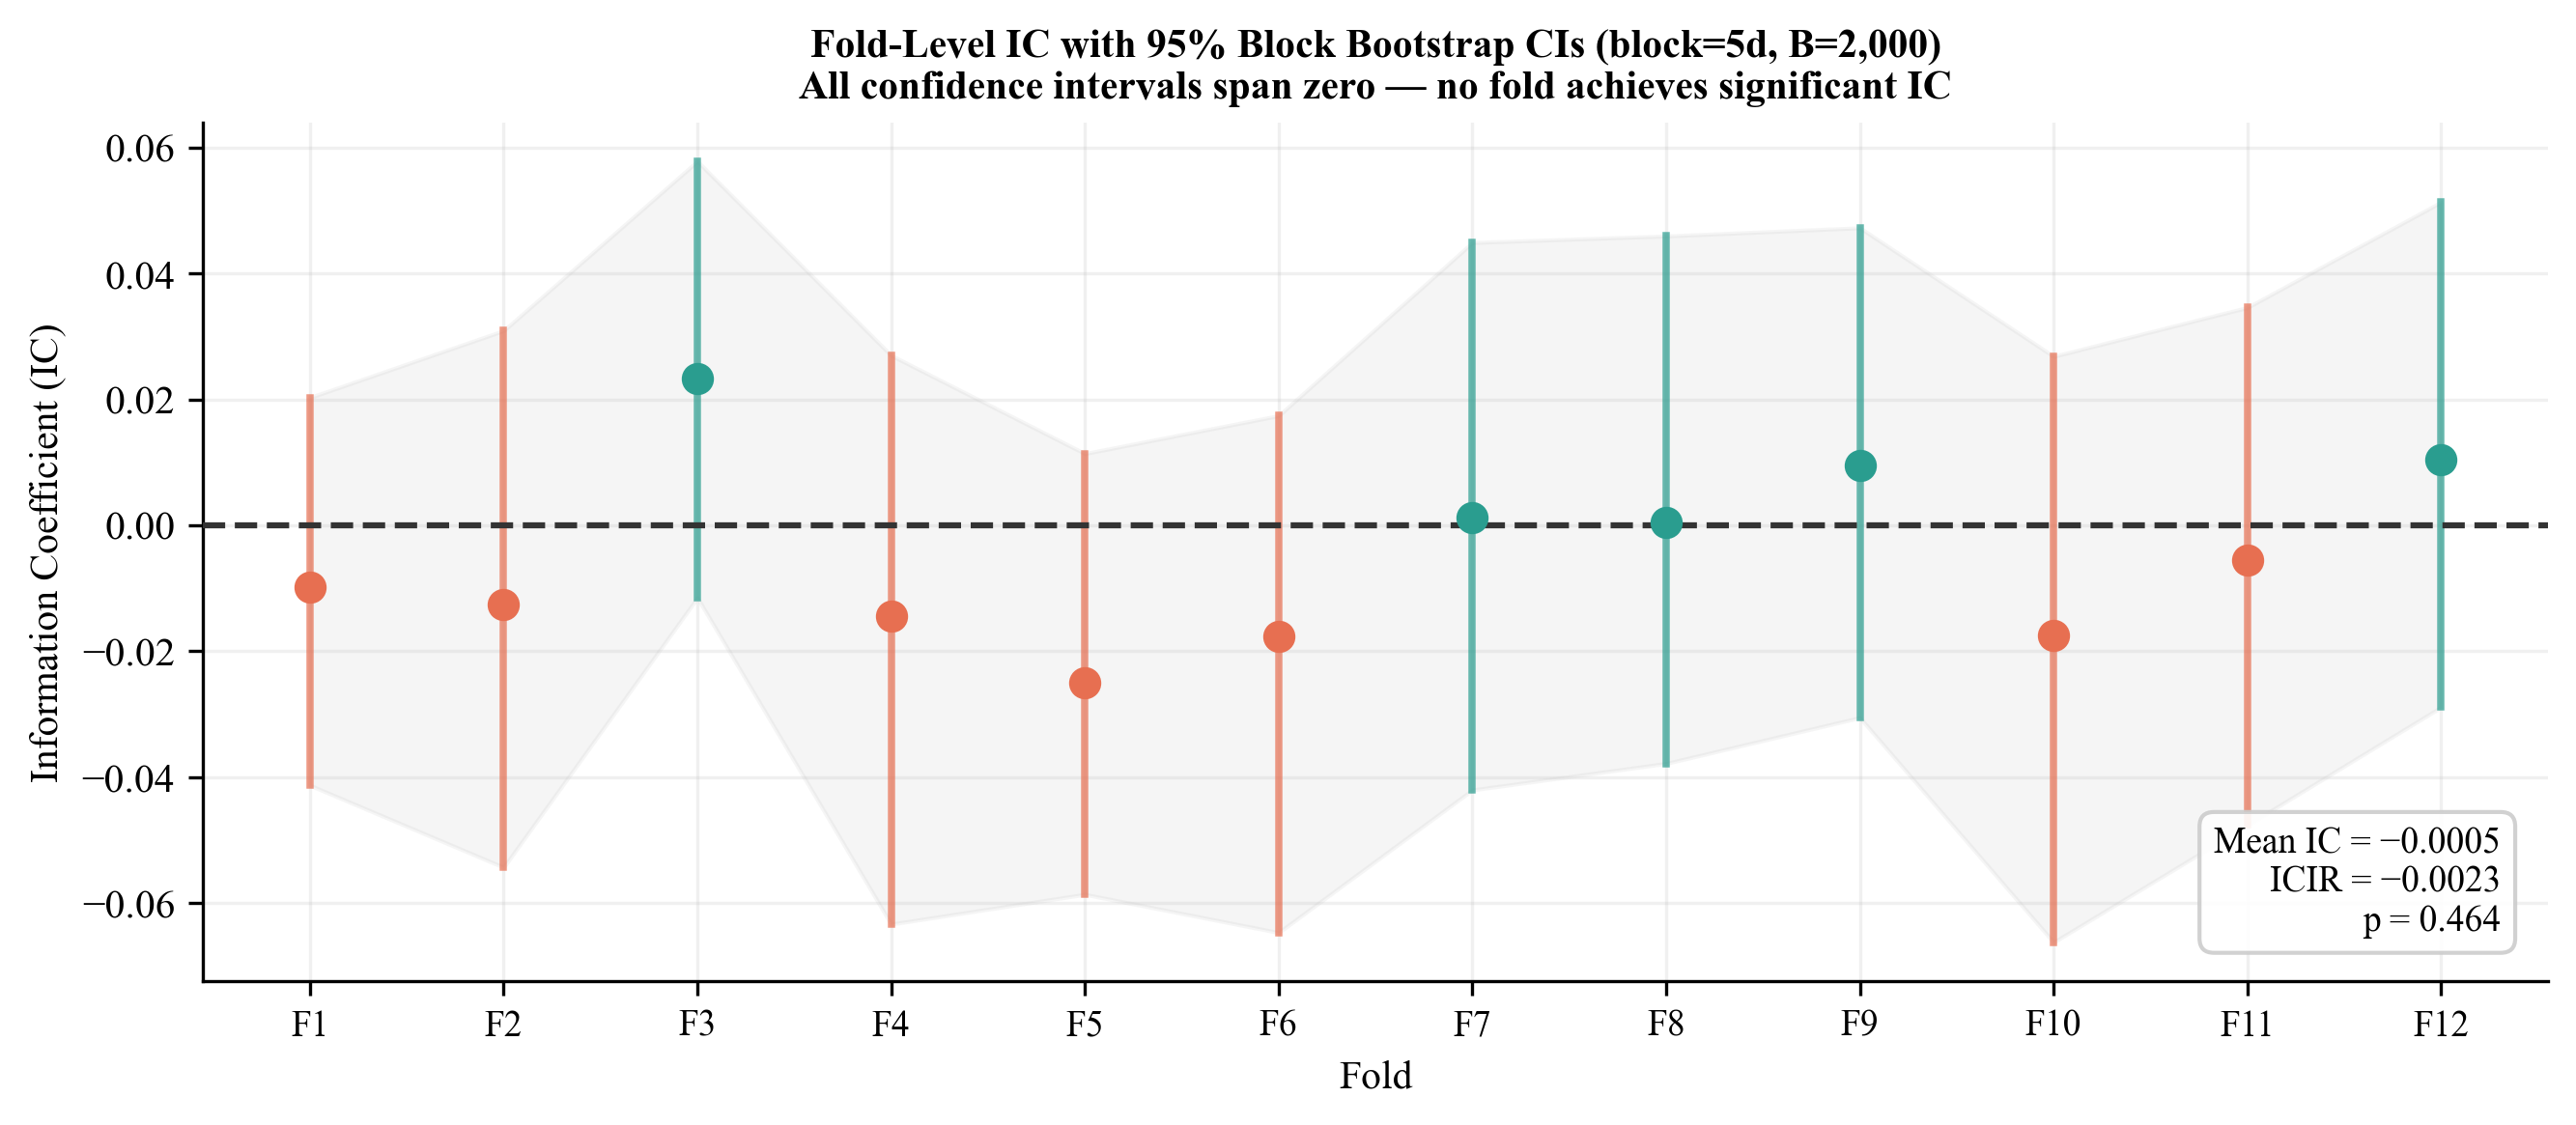 Fold-Level IC with 95% Block Bootstrap CIs (block=5d, B=2,000)
All confidence intervals span zero — no fold achieves significant IC
Information Coefficient (IC)
0.06
0.04
0.02
0.00
−0.02
−0.04
−0.06
Mean IC = −0.0005
ICIR = −0.0023
p = 0.464
F1 F2 F3 F4 F5 F6 F7 F8 F9 F10 F11 F12
Fold